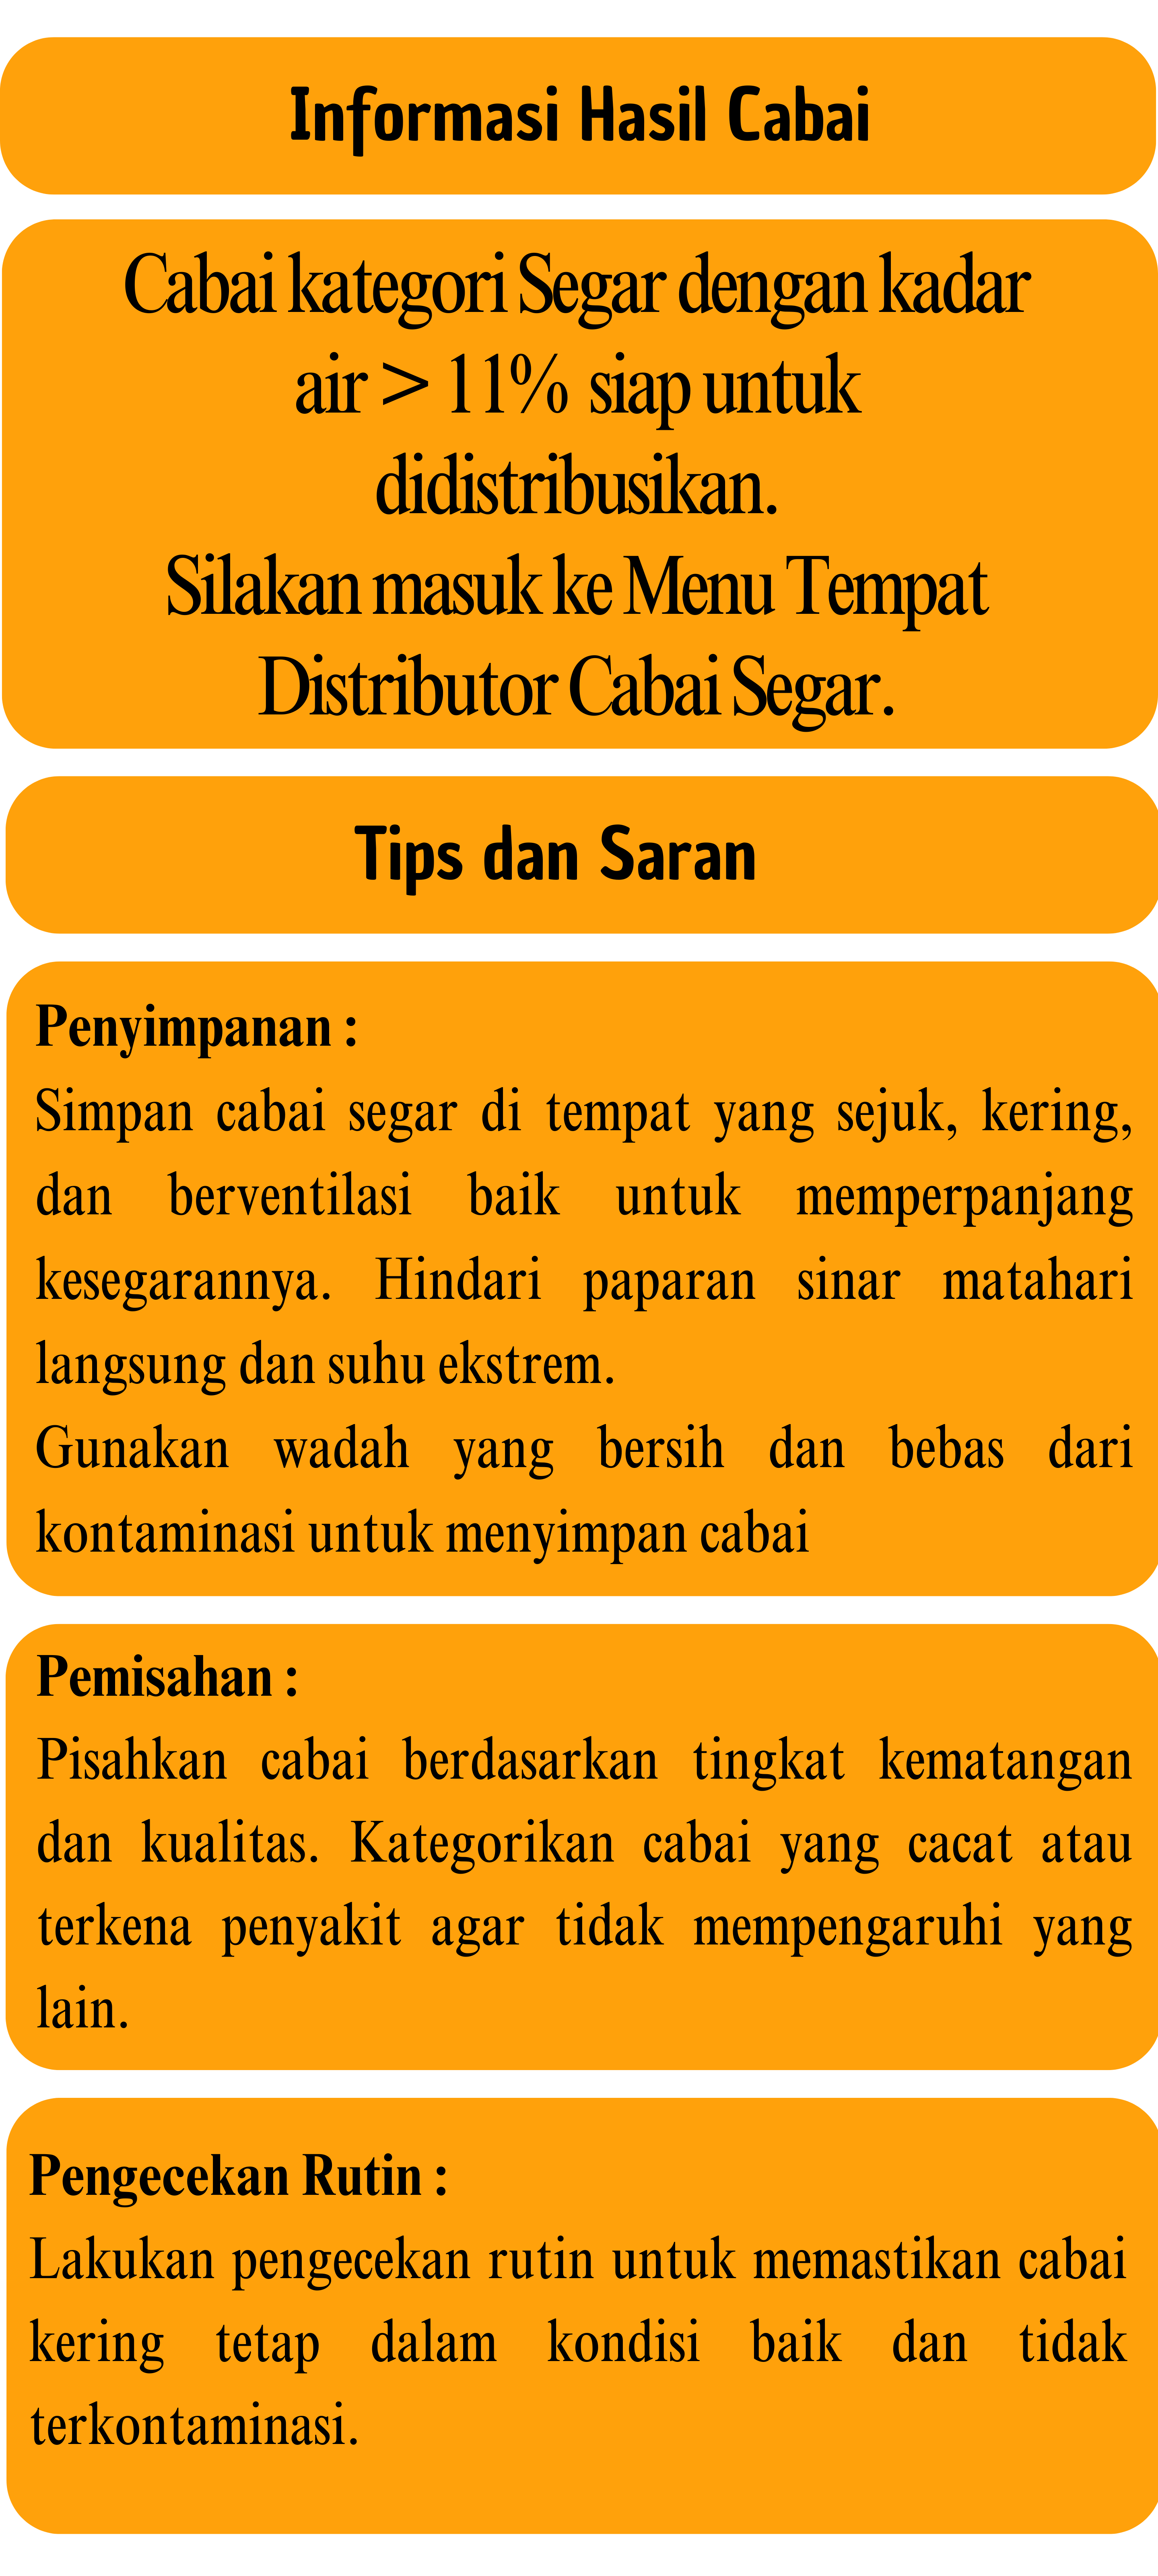 Informasi Hasil Cabai
Cabai kategori Segar dengan kadar
air > 11% siap untuk
didistribusikan.
Silakan masuk ke Menu Tempat
Distributor Cabai Segar.
Tips dan Saran
Penyimpanan :
Simpan cabai segar di tempat yang sejuk, kering,
dan berventilasi baik untuk memperpanjang
kesegarannya. Hindari paparan sinar matahari
langsung dan suhu ekstrem.
Gunakan wadah yang bersih dan bebas dari
kontaminasi untuk menyimpan cabai
Pemisahan :
Pisahkan cabai berdasarkan tingkat kematangan
dan kualitas. Kategorikan cabai yang cacat atau
terkena penyakit agar tidak mempengaruhi yang
lain.
Pengecekan Rutin :
Lakukan pengecekan rutin untuk memastikan cabai
kering tetap dalam kondisi baik dan tidak
terkontaminasi.